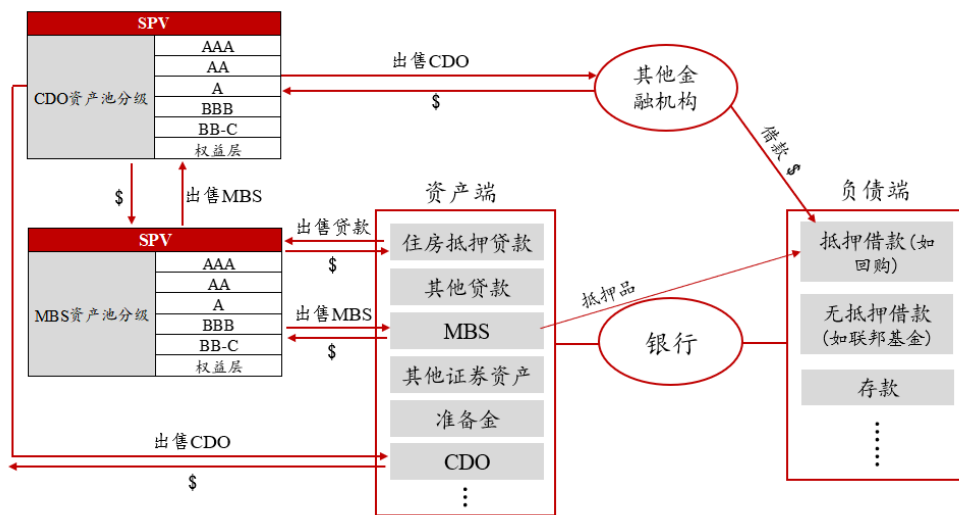 SPV
CDO资产池分级
AAA
AA
A
BBB
BB-C
权益层
出售CDO
$
其他金
融机构
借款 $
$
出售MBS
SPV
MBS资产池分级
AAA
AA
A
BBB
BB-C
权益层
出售贷款
$
出售MBS
$
出售CDO
$
资产端
住房抵押贷款
其他贷款
MBS
其他证券资产
准备金
CDO
⋮
抵押品
银行
负债端
抵押借款(如
回购)
无抵押借款
(如联邦基金)
存款
⋮